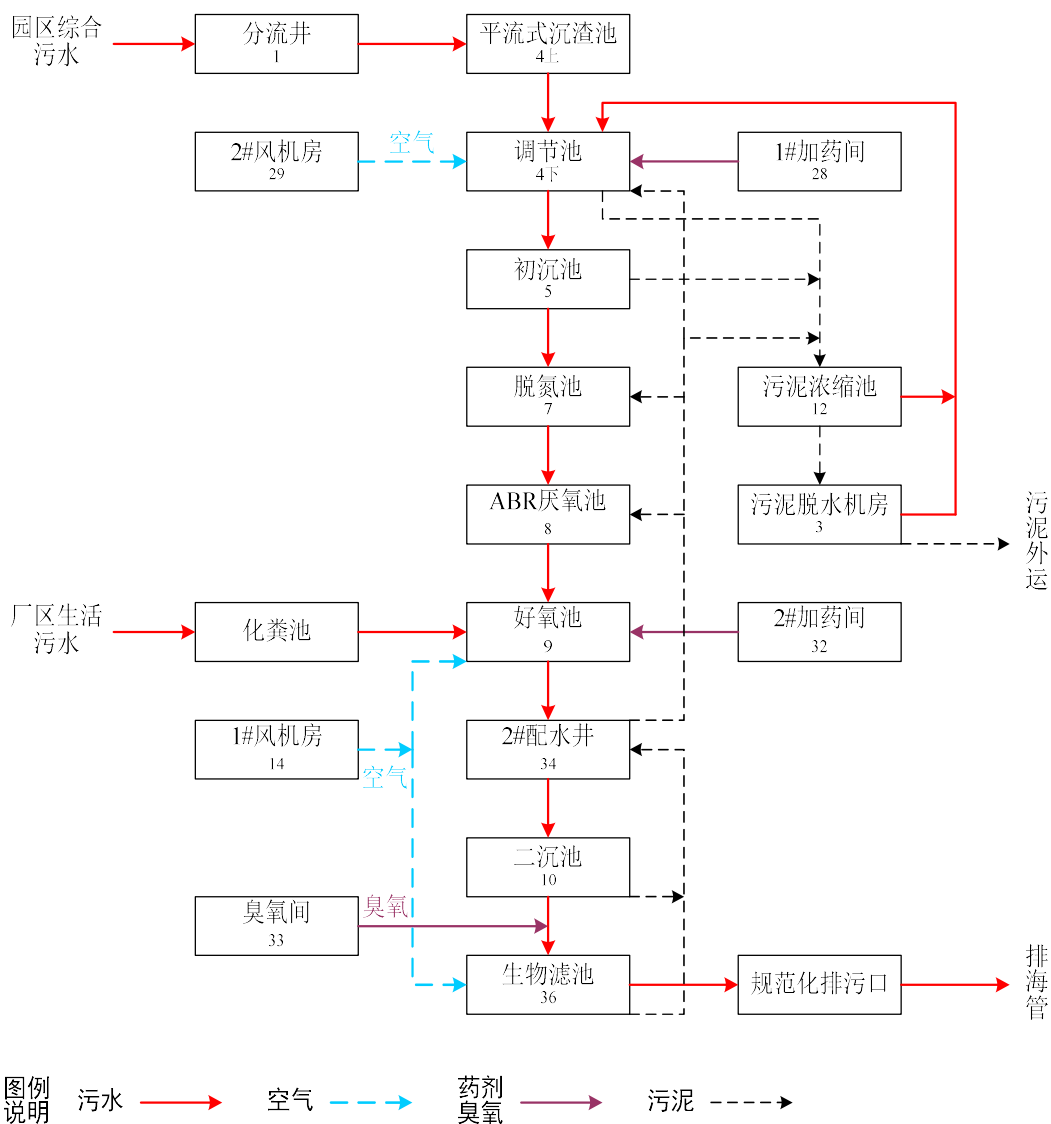 园区综合
污水
分流井
1
平流式沉渣池
4上
2#风机房
29
空气
调节池
4下
1#加药间
28
初沉池
5
脱氮池
7
污泥浓缩池
12
ABR厌氧池
8
污泥脱水机房
3
污泥外运
厂区生活
污水
化粪池
好氧池
9
2#加药间
32
1#风机房
14
空气
2#配水井
34
二沉池
10
臭氧间
33
臭氧
生物滤池
36
规范化排污口
排海管
图例
说明
污水
空气
药剂
臭氧
污泥